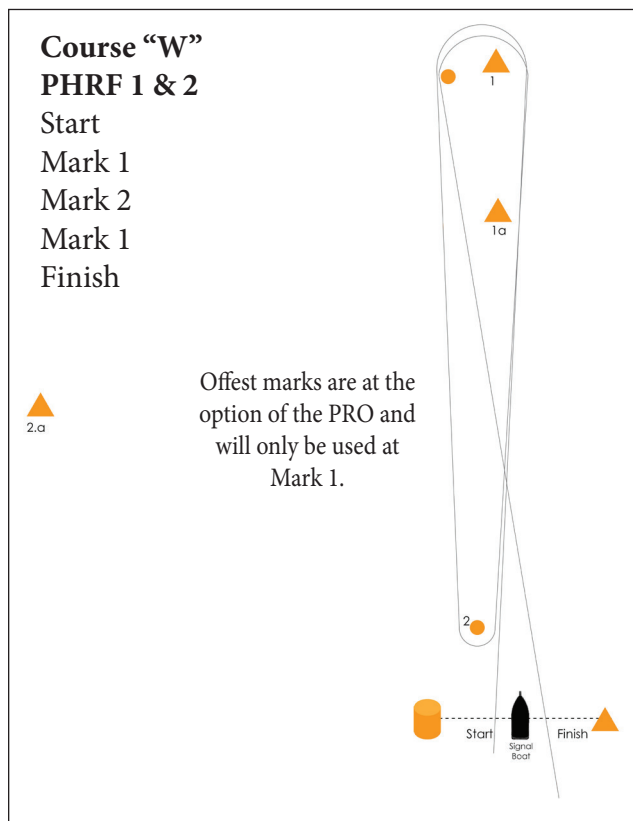 Course “W”
PHRF 1 & 2
Start
Mark 1
Mark 2
Mark 1
Finish
1
1a
Offest marks are at the
option of the PRO and
will only be used at
Mark 1.
2.a
2
Start
Signal
Boat
Finish